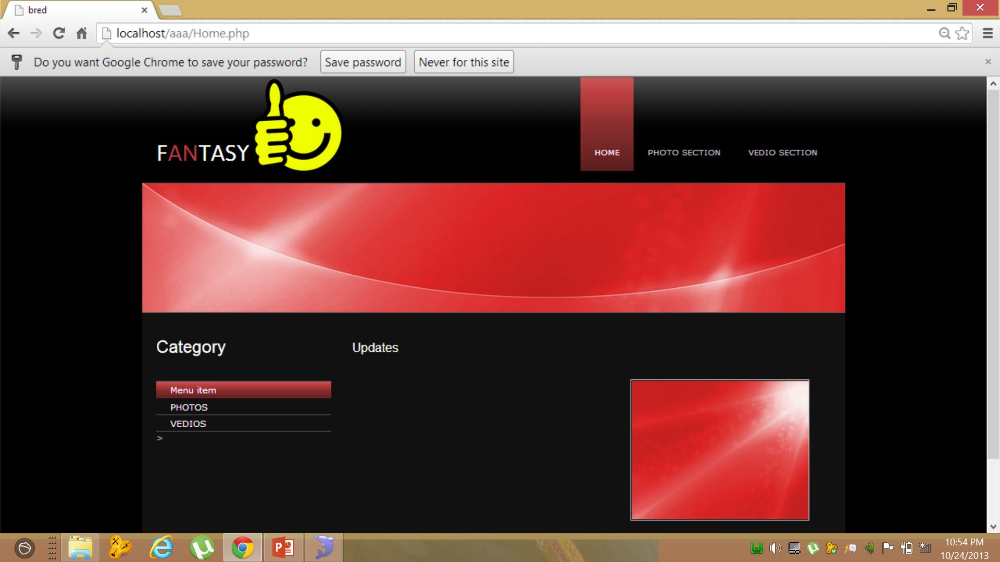 bred
localhost/aaa/Home.php
Do you want Google Chrome to save your password? Save password Never for this site
FANTASY
HOME PHOTO SECTION VEDIO SECTION
Category
Updates
Menu item
PHOTOS
VEDIOS
>
10:54 PM
10/24/2013